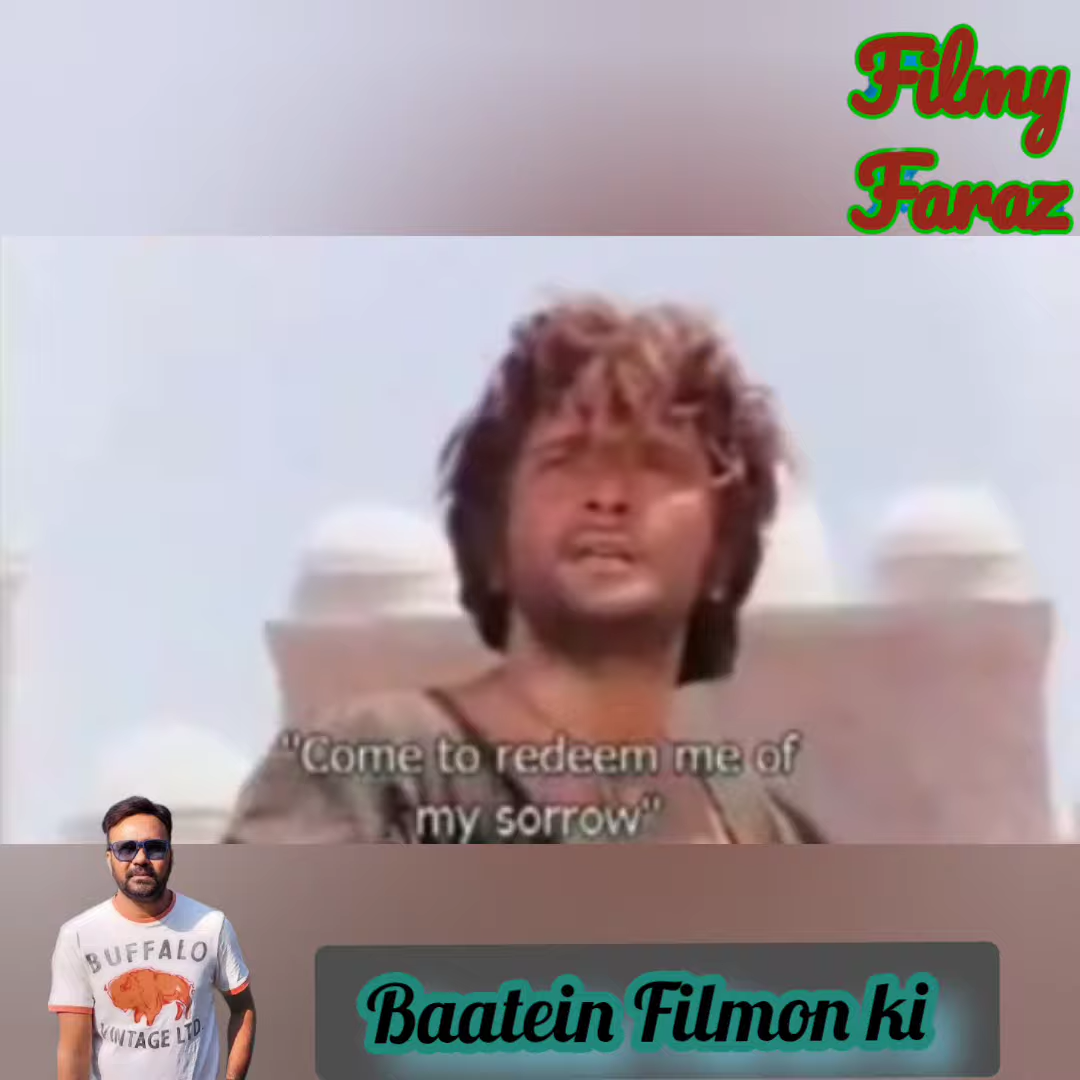 Filmy
Faraz
"Come to redeem me of
my sorrow"
BUFFALO
VINTAGE LTD
Baatein Filmon ki